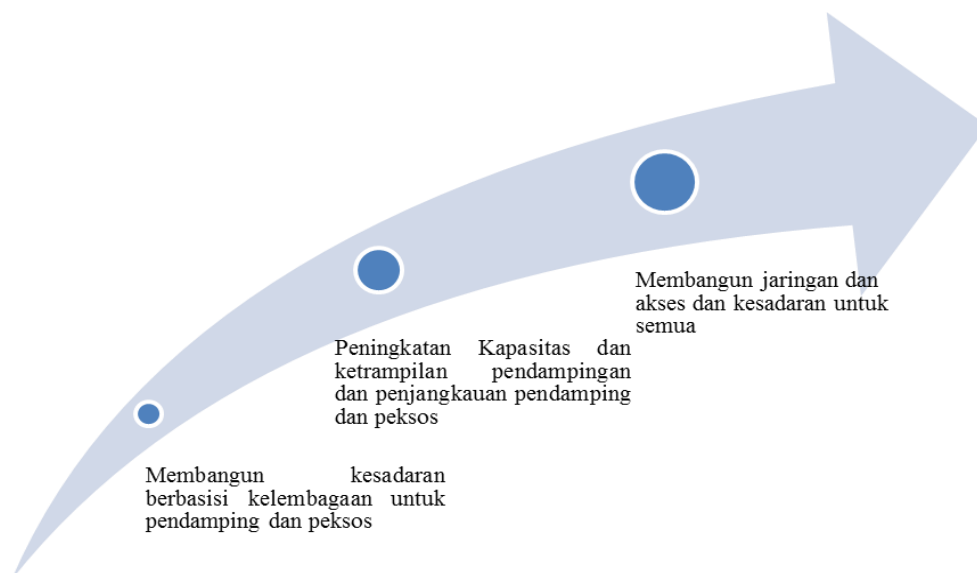 Membangun jaringan dan
akses dan kesadaran untuk
semua
Peningkatan Kapasitas dan
ketrampilan pendampingan
dan penjangkauan pendamping
dan peksos
Membangun kesadaran
berbasisi kelembagaan untuk
pendamping dan peksos